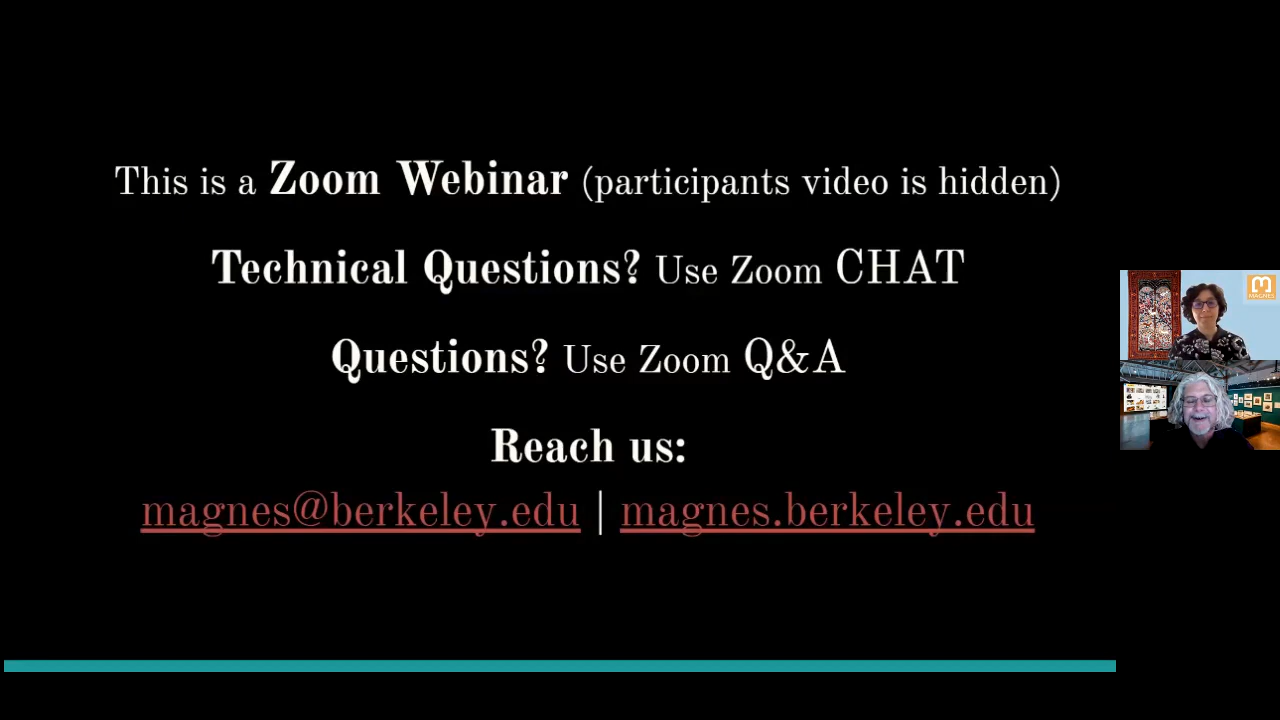 This is a Zoom Webinar (participants video is hidden)
Technical Questions? Use Zoom CHAT
Questions? Use Zoom Q&A
Reach us:
magnes@berkeley.edu | magnes.berkeley.edu
MAGNES